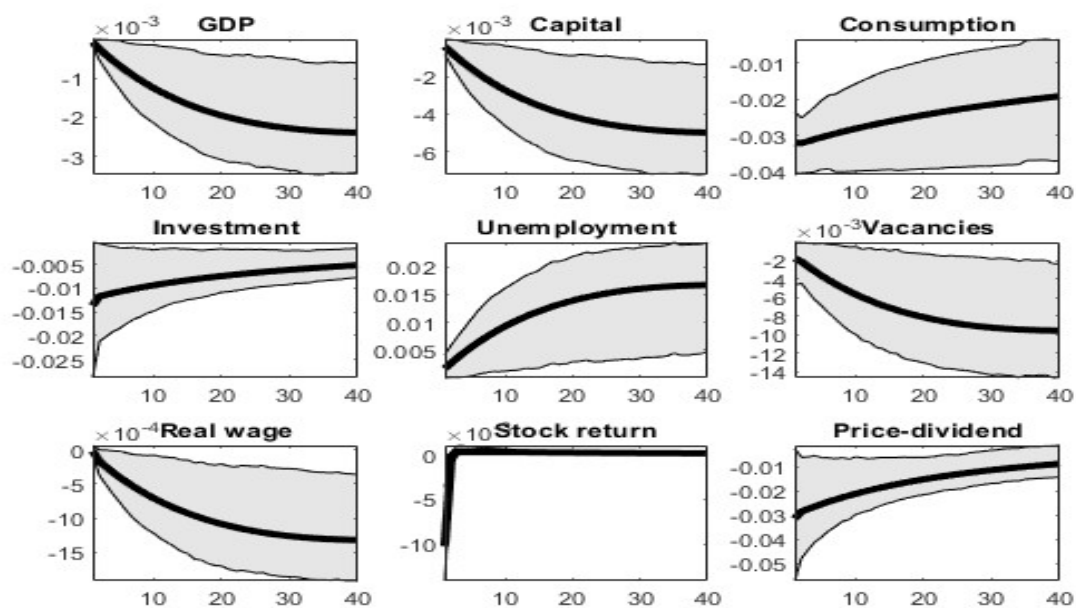 ×10⁻³ GDP
-1
-2
-3
10 20 30 40
×10⁻³ Capital
-2
-4
-6
10 20 30 40
Consumption
-0.01
-0.02
-0.03
-0.04
10 20 30 40
Investment
-0.005
-0.01
-0.015
-0.02
-0.025
10 20 30 40
Unemployment
0.02
0.015
0.01
0.005
10 20 30 40
×10⁻³ Vacancies
-2
-4
-6
-8
-10
-12
-14
10 20 30 40
×10⁻⁴ Real wage
0
-5
-10
-15
10 20 30 40
×10 Stock return
0
-5
-10
10 20 30 40
Price-dividend
-0.01
-0.02
-0.03
-0.04
-0.05
10 20 30 40